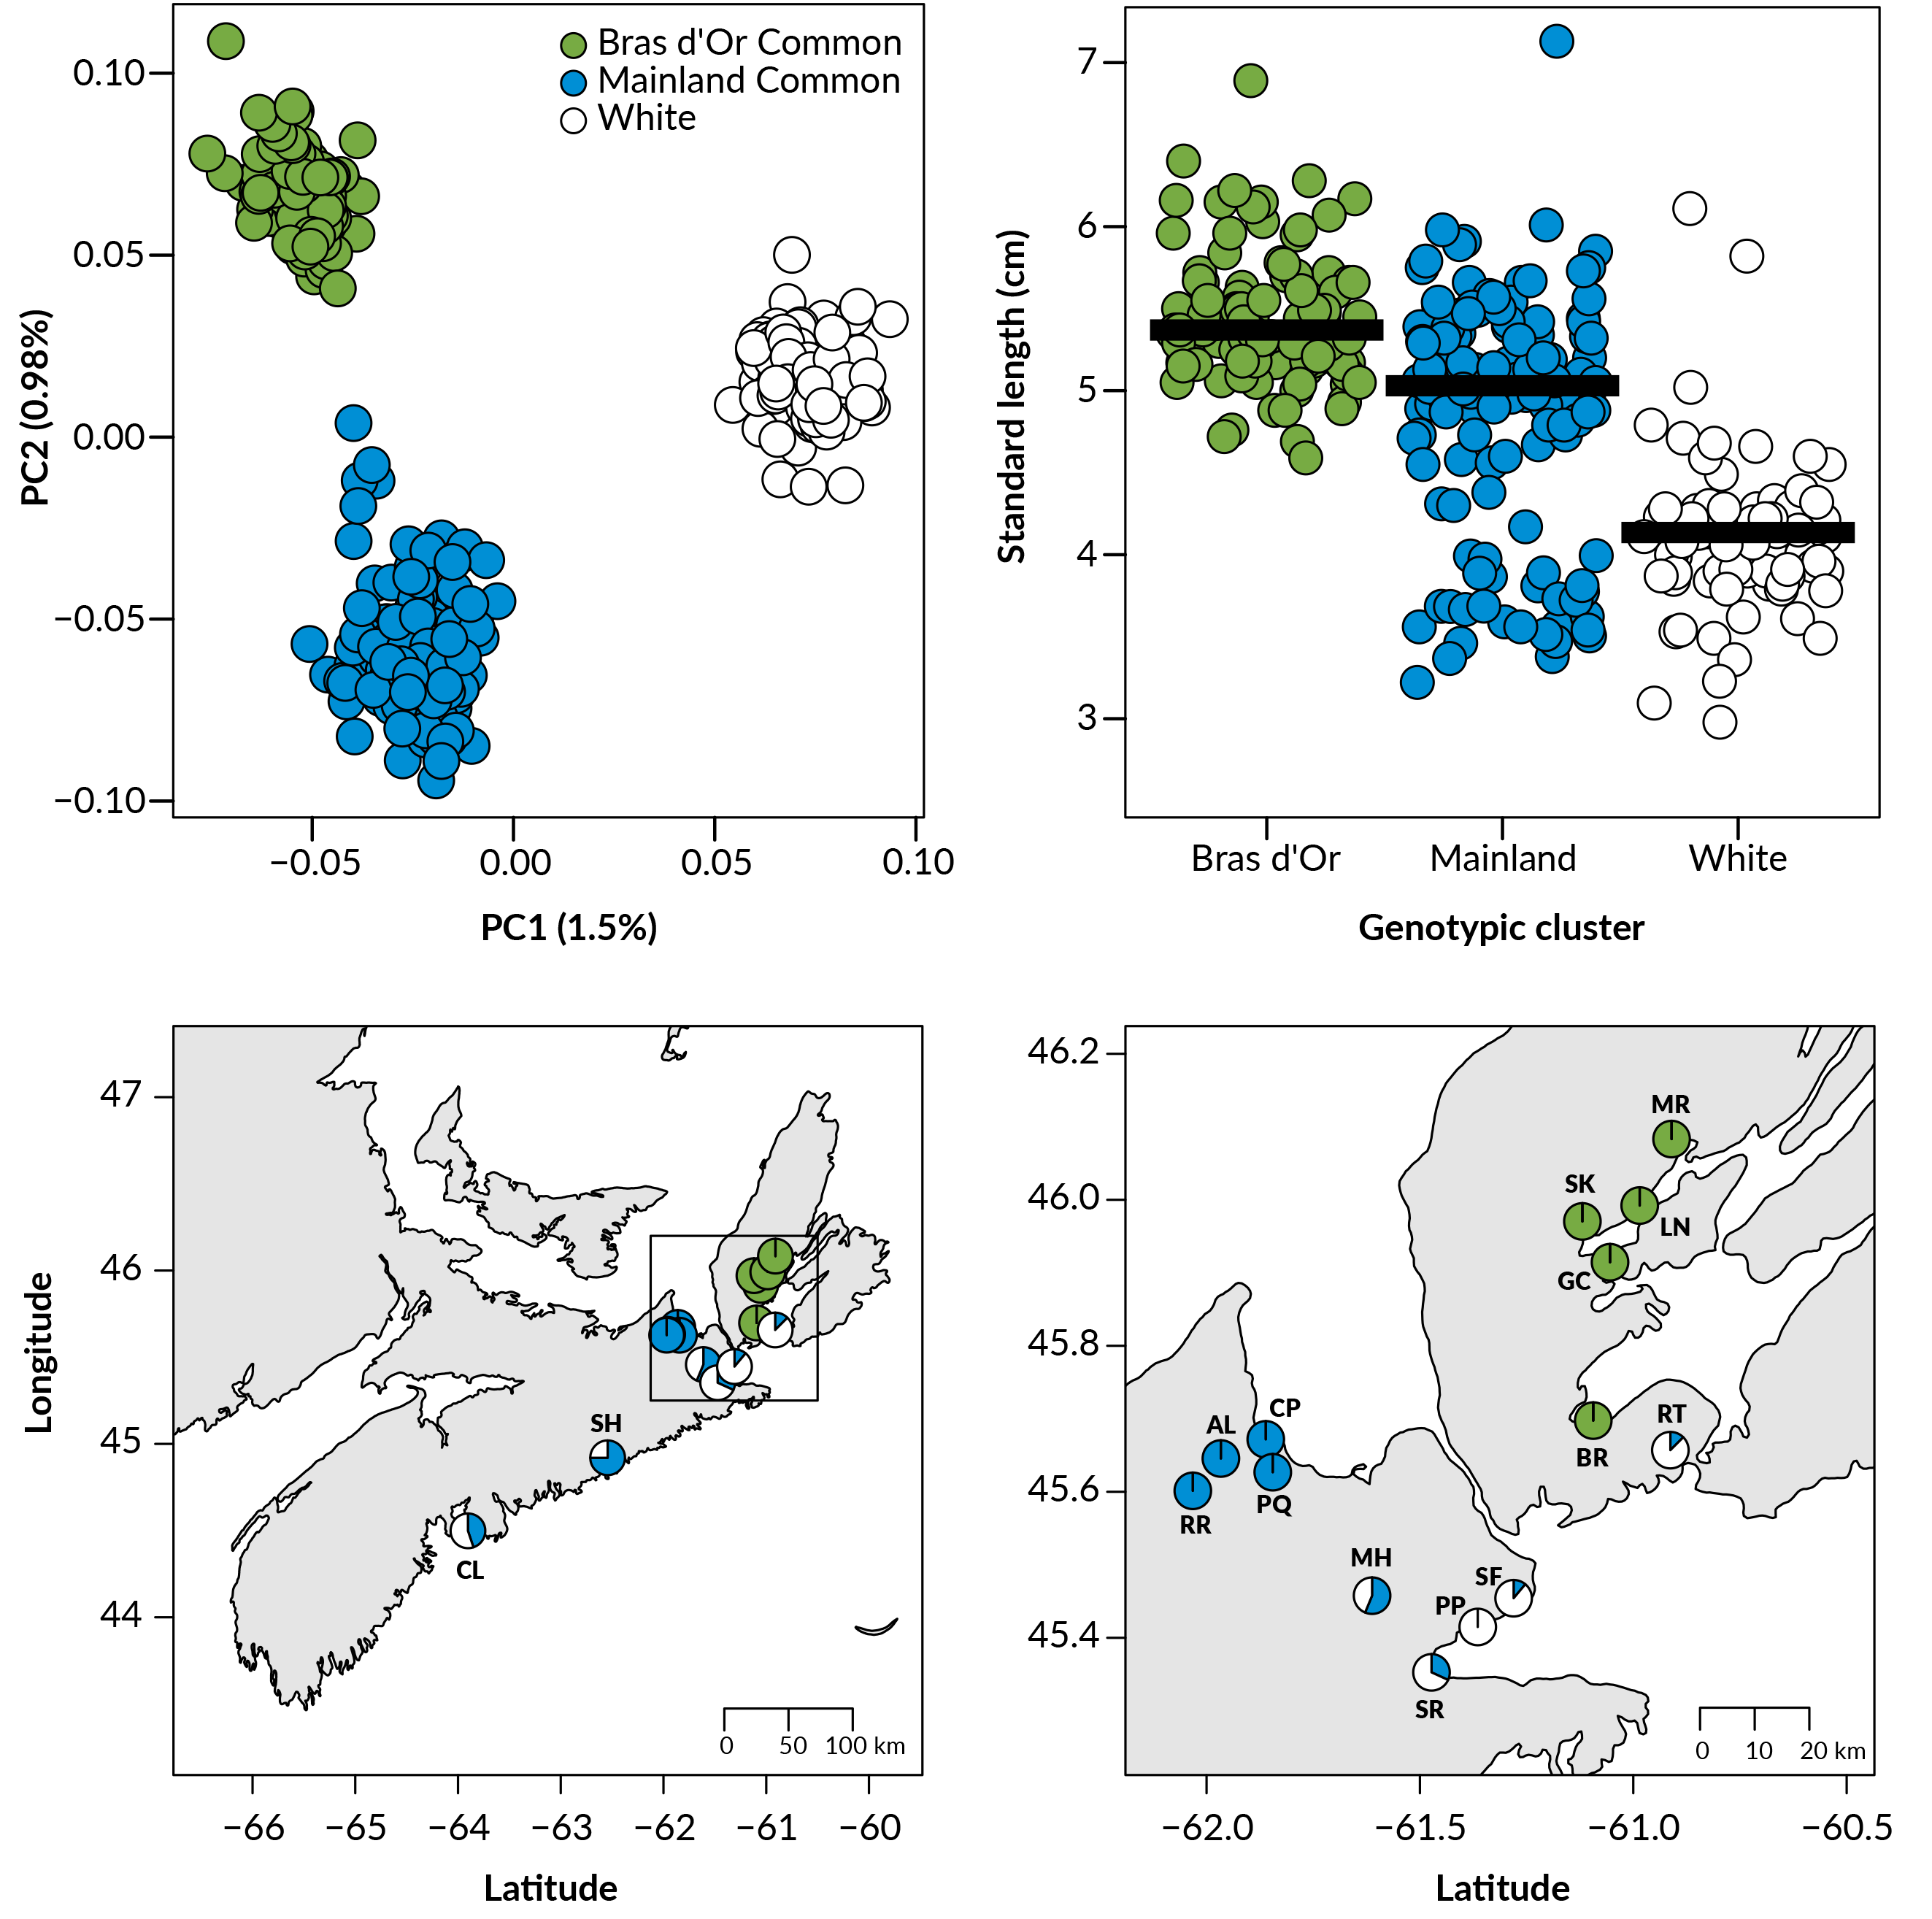 Bras d'Or Common
Mainland Common
White
0.10
0.05
0.00
−0.05
−0.10
PC2 (0.98%)
−0.05 0.00 0.05 0.10
PC1 (1.5%)
7
6
5
4
3
Standard length (cm)
Bras d'Or Mainland White
Genotypic cluster
47
46
45
44
Longitude
SH
CL
0 50 100 km
−66 −65 −64 −63 −62 −61 −60
Latitude
46.2
46.0
45.8
45.6
45.4
MR
SK
LN
GC
CP
AL
RT
BR
PQ
RR
MH
SF
PP
SR
0 10 20 km
−62.0 −61.5 −61.0 −60.5
Latitude